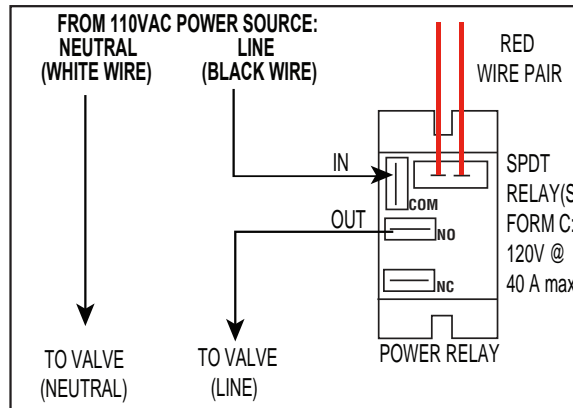 FROM 110VAC POWER SOURCE:
NEUTRAL
(WHITE WIRE)
LINE
(BLACK WIRE)
RED
WIRE PAIR
IN
COM
SPDT
RELAY(S
FORM C:
120V @
40 A max
OUT
NO
NC
POWER RELAY
TO VALVE
(NEUTRAL)
TO VALVE
(LINE)